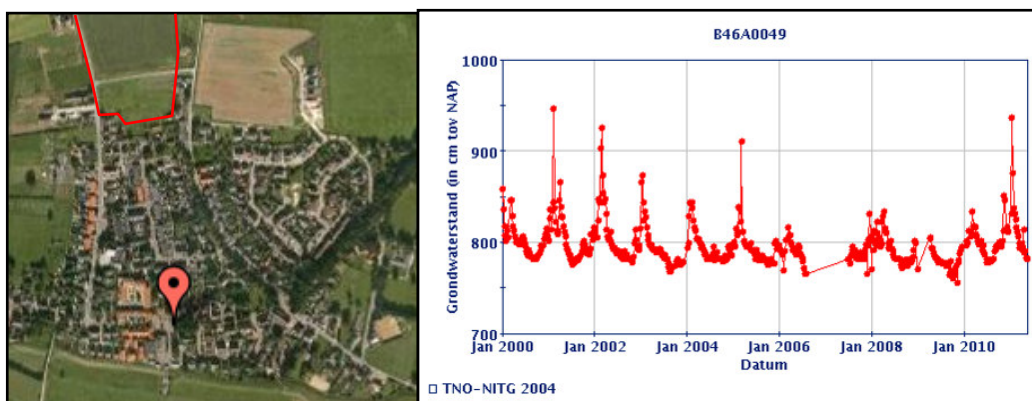 B46A0049
Grondwaterstand (in cm tov NAP)
1000
900
800
700
Jan 2000 Jan 2002 Jan 2004 Jan 2006 Jan 2008 Jan 2010
Datum
□ TNO-NITG 2004